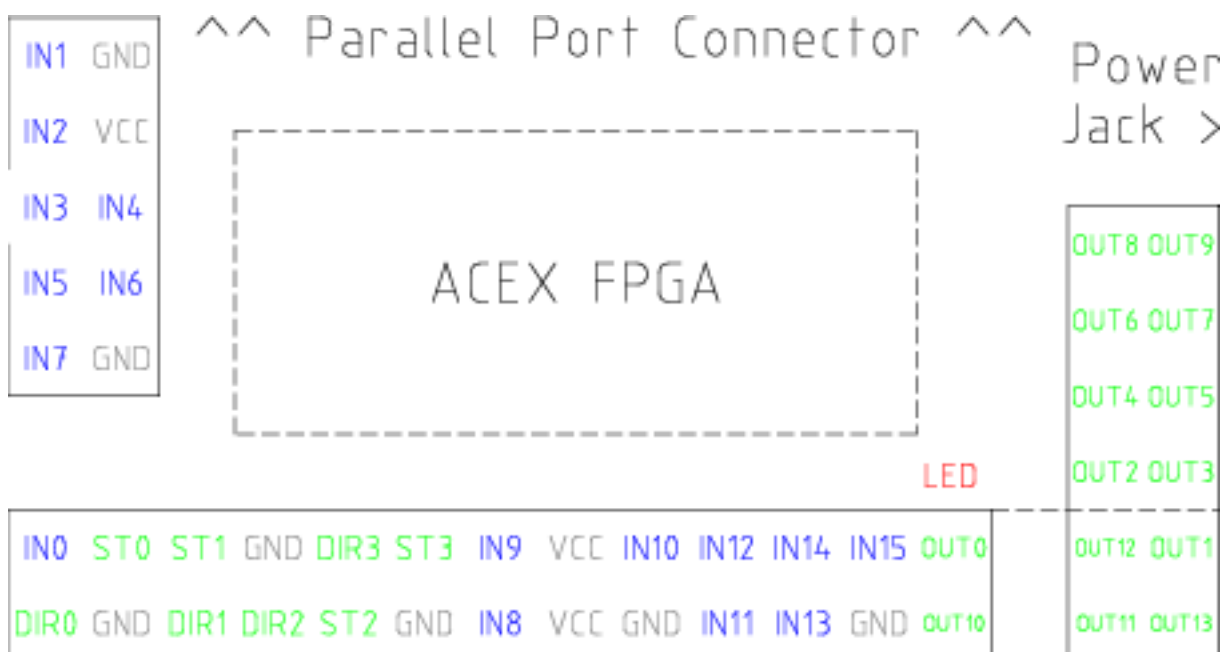 ^^ Parallel Port Connector ^^
Power
Jack >
IN1 GND
IN2 VCC
IN3 IN4
IN5 IN6
IN7 GND
ACEX FPGA
OUT8 OUT9
OUT6 OUT7
OUT4 OUT5
OUT2 OUT3
OUT12 OUT1
OUT11 OUT13
LED
IN0 ST0 ST1 GND DIR3 ST3 IN9 VCC IN10 IN12 IN14 IN15 OUT0
DIR0 GND DIR1 DIR2 ST2 GND IN8 VCC GND IN11 IN13 GND OUT10